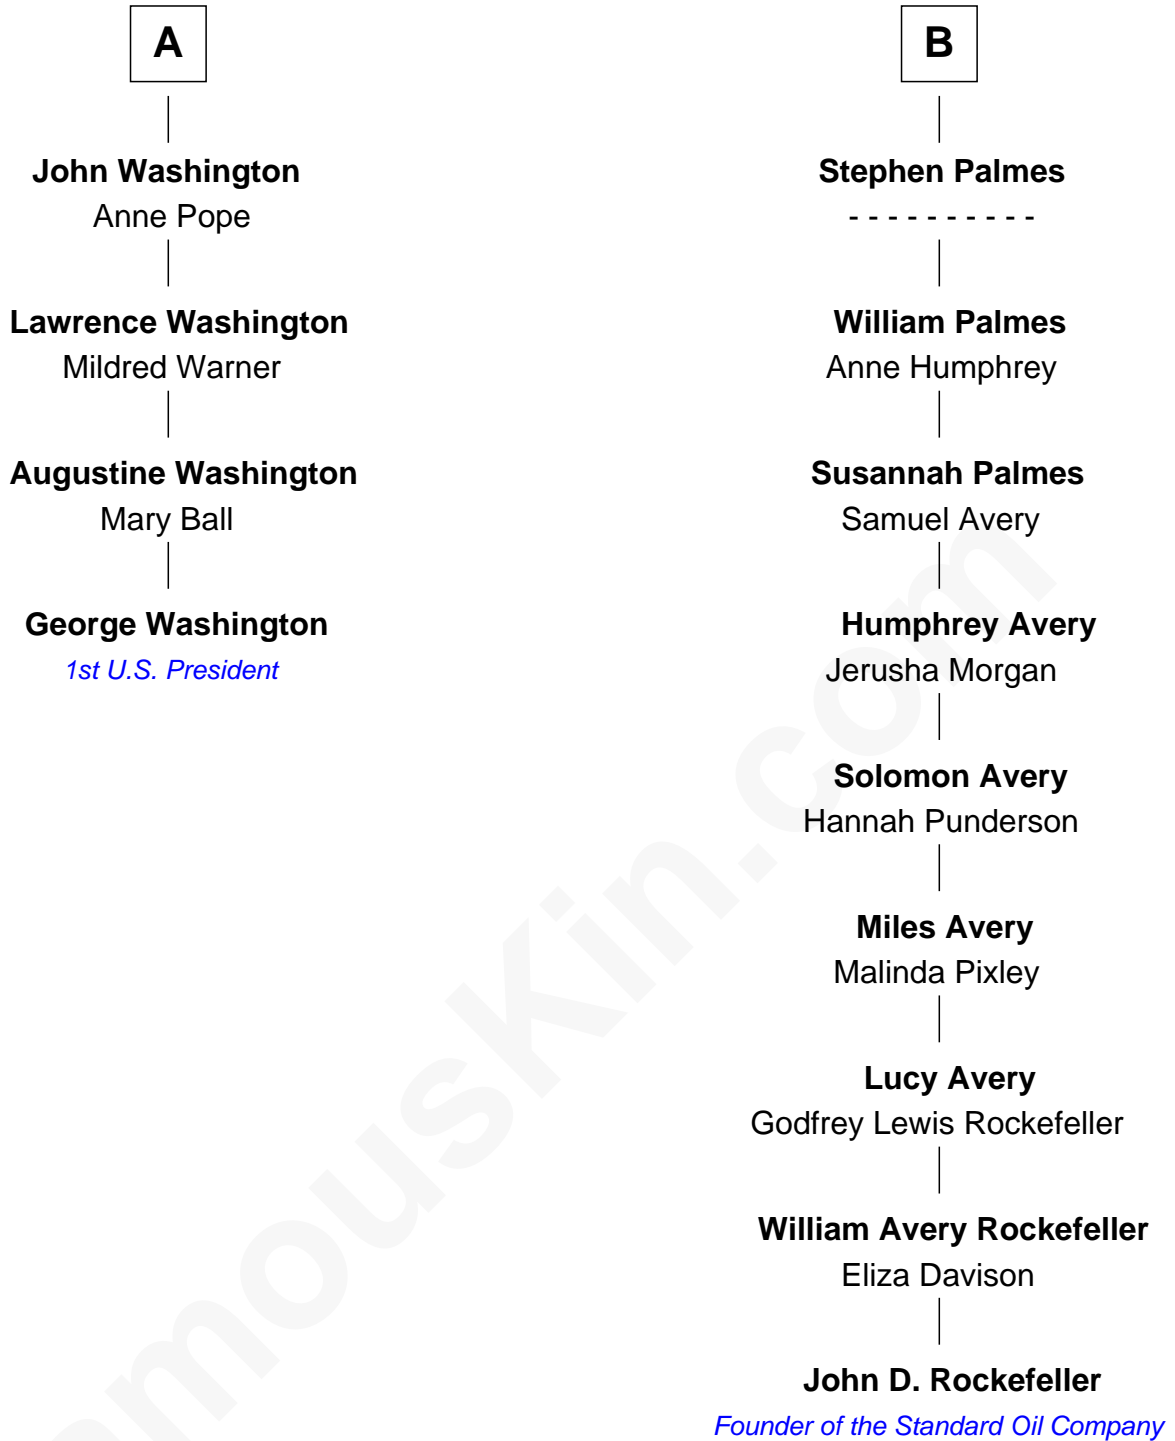 A
John Washington
Anne Pope
Lawrence Washington
Mildred Warner
Augustine Washington
Mary Ball
George Washington
1st U.S. President
B
Stephen Palmes
- - - - - - - - - -
William Palmes
Anne Humphrey
Susannah Palmes
Samuel Avery
Humphrey Avery
Jerusha Morgan
Solomon Avery
Hannah Punderson
Miles Avery
Malinda Pixley
Lucy Avery
Godfrey Lewis Rockefeller
William Avery Rockefeller
Eliza Davison
John D. Rockefeller
Founder of the Standard Oil Company
amouskin.com